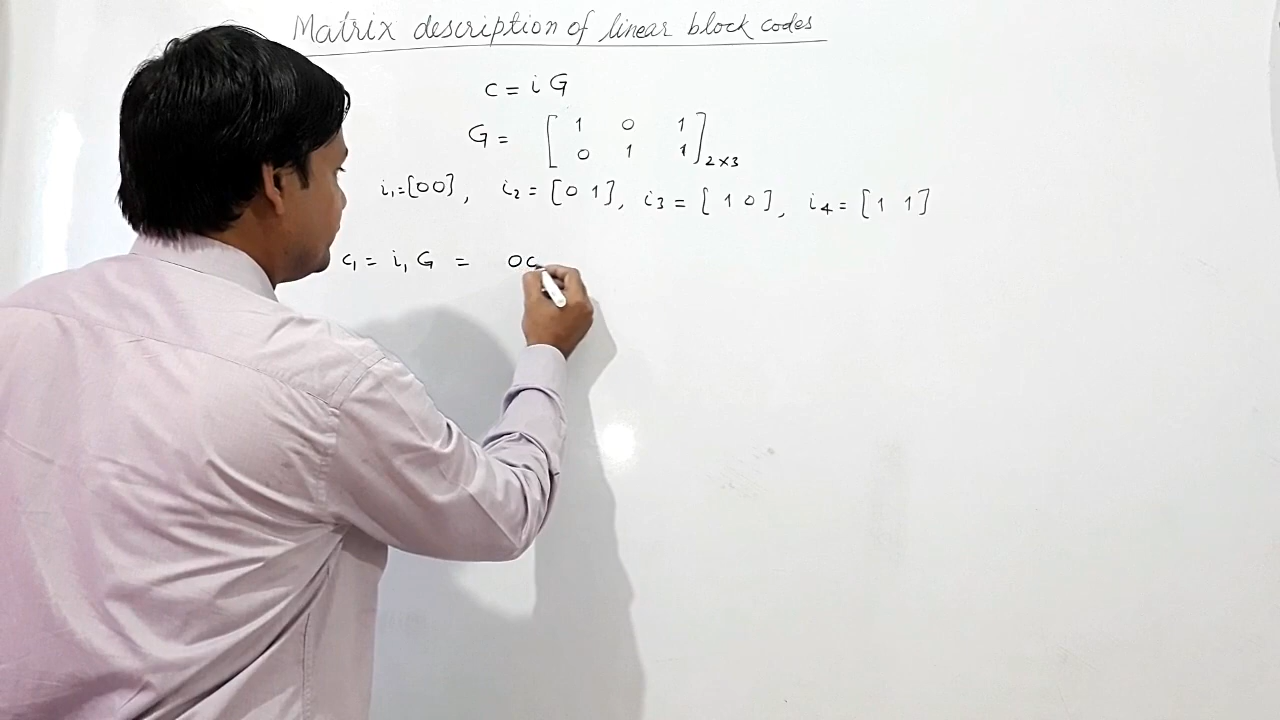 Matrix description of linear block codes
c = i G
G = [ 1 0 1
0 1 1 ] 2×3
i₁=[00], i₂ = [0 1], i₃ = [ 1 0 ], i₄ = [ 1 1 ]
c₁ = i₁ G = 0